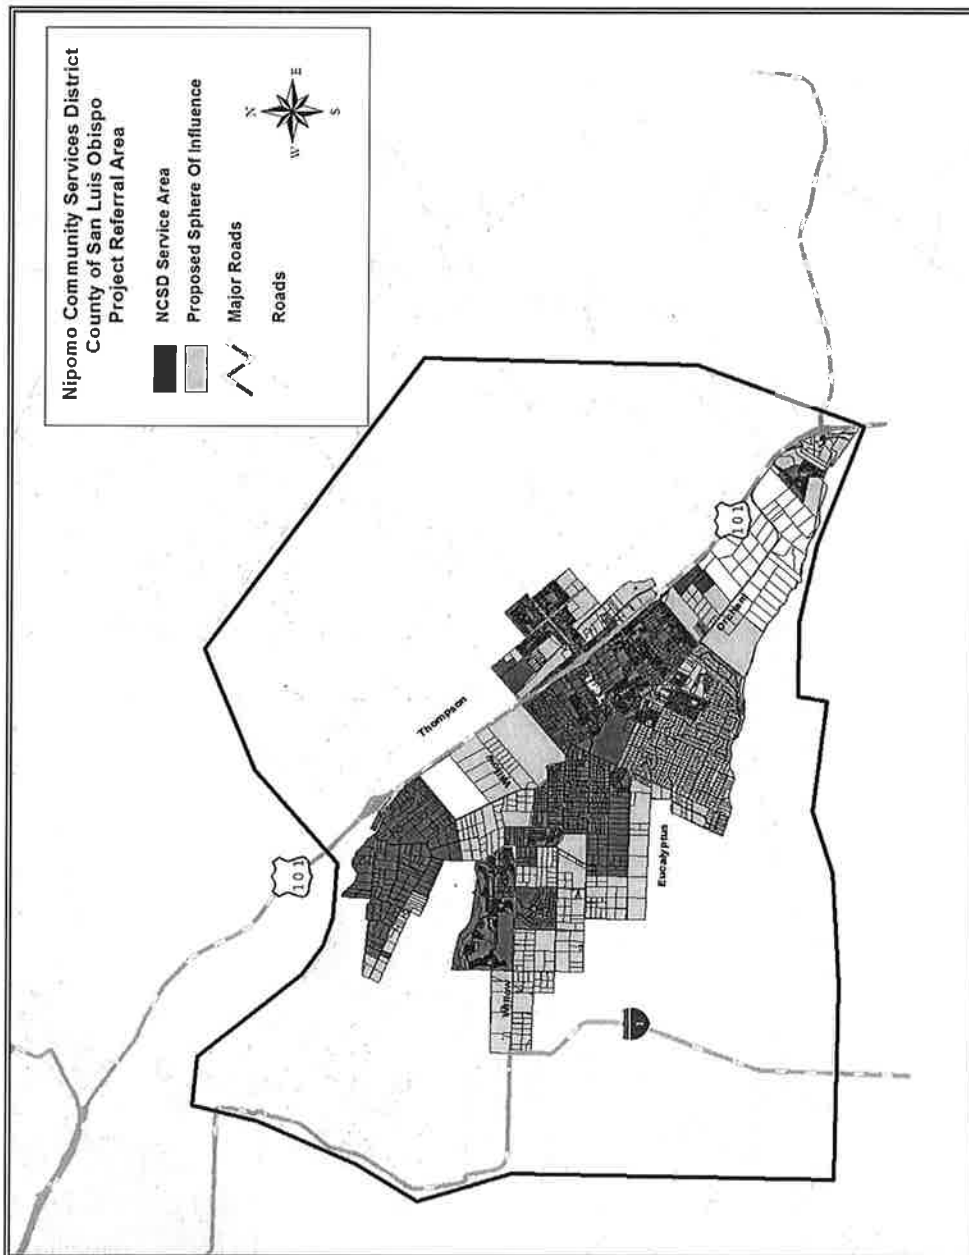 Nipomo Community Services District
County of San Luis Obispo
Project Referral Area
NCSD Service Area
Proposed Sphere Of Influence
Major Roads
Roads
N
E
S
W
101
Thompson
Willow
101
Eucalyptus
Willow
1